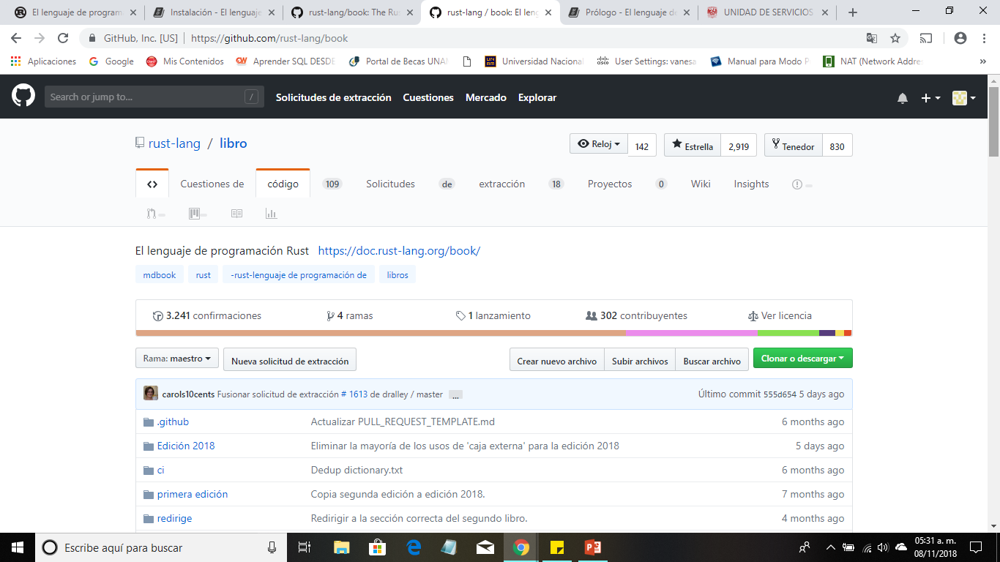 El lenguaje de program
Instalación - El lenguaje
rust-lang/book: The Rus
rust-lang / book: El leng
Prólogo - El lenguaje de
UNIDAD DE SERVICIOS
GitHub, Inc. [US] | https://github.com/rust-lang/book
Aplicaciones Google Mis Contenidos Aprender SQL DESDE Portal de Becas UNA Universidad Nacional User Settings: vanesa Manual para Modo P NAT (Network Addre
Search or jump to... / Solicitudes de extracción Cuestiones Mercado Explorar
rust-lang / libro
Reloj 142 Estrella 2,919 Tenedor 830
Cuestiones de código 109 Solicitudes de extracción 18 Proyectos 0 Wiki Insights
El lenguaje de programación Rust https://doc.rust-lang.org/book/
mdbook rust -rust-lenguaje de programación de libros
3.241 confirmaciones 4 ramas 1 lanzamiento 302 contribuyentes Ver licencia
Rama: maestro Nueva solicitud de extracción Crear nuevo archivo Subir archivos Buscar archivo Clonar o descargar
carols10cents Fusionar solicitud de extracción # 1613 de dralley / master ... Último commit 555d654 5 days ago
.github Actualizar PULL_REQUEST_TEMPLATE.md 6 months ago
Edición 2018 Eliminar la mayoría de los usos de 'caja externa' para la edición 2018 5 days ago
ci Dedup dictionary.txt 6 months ago
primera edición Copia segunda edición a edición 2018. 7 months ago
redirige Redirigir a la sección correcta del segundo libro. 4 months ago
Escribe aquí para buscar
05:31 a. m.
08/11/2018